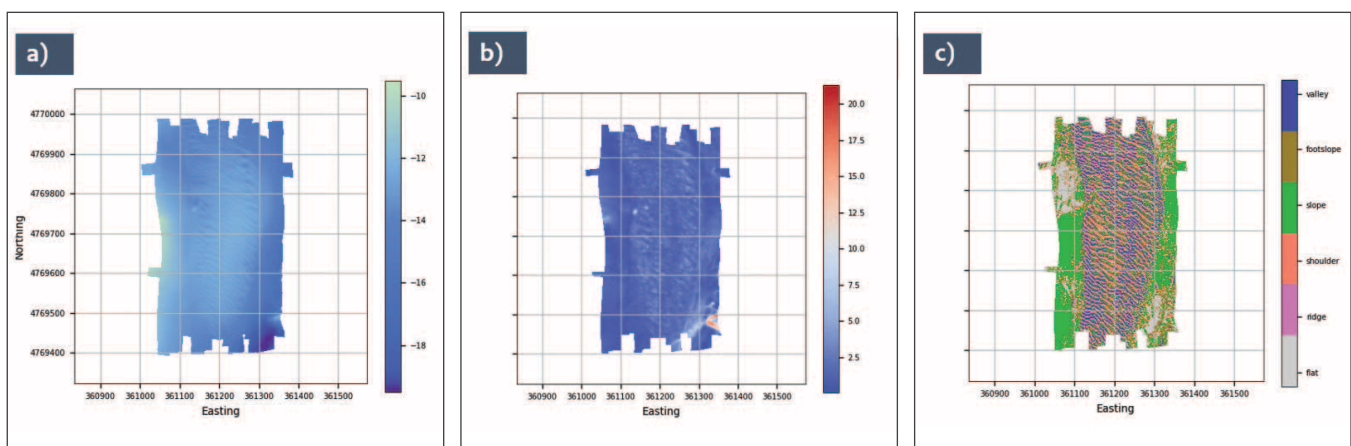 a)
−10
−12
−14
−16
−18
4770000
4769900
4769800
4769700
4769600
4769500
4769400
Northing
360900 361000 361100 361200 361300 361400 361500
Easting
b)
20.0
17.5
15.0
12.5
10.0
7.5
5.0
2.5
360900 361000 361100 361200 361300 361400 361500
Easting
c)
valley
footslope
slope
shoulder
ridge
flat
360900 361000 361100 361200 361300 361400 361500
Easting